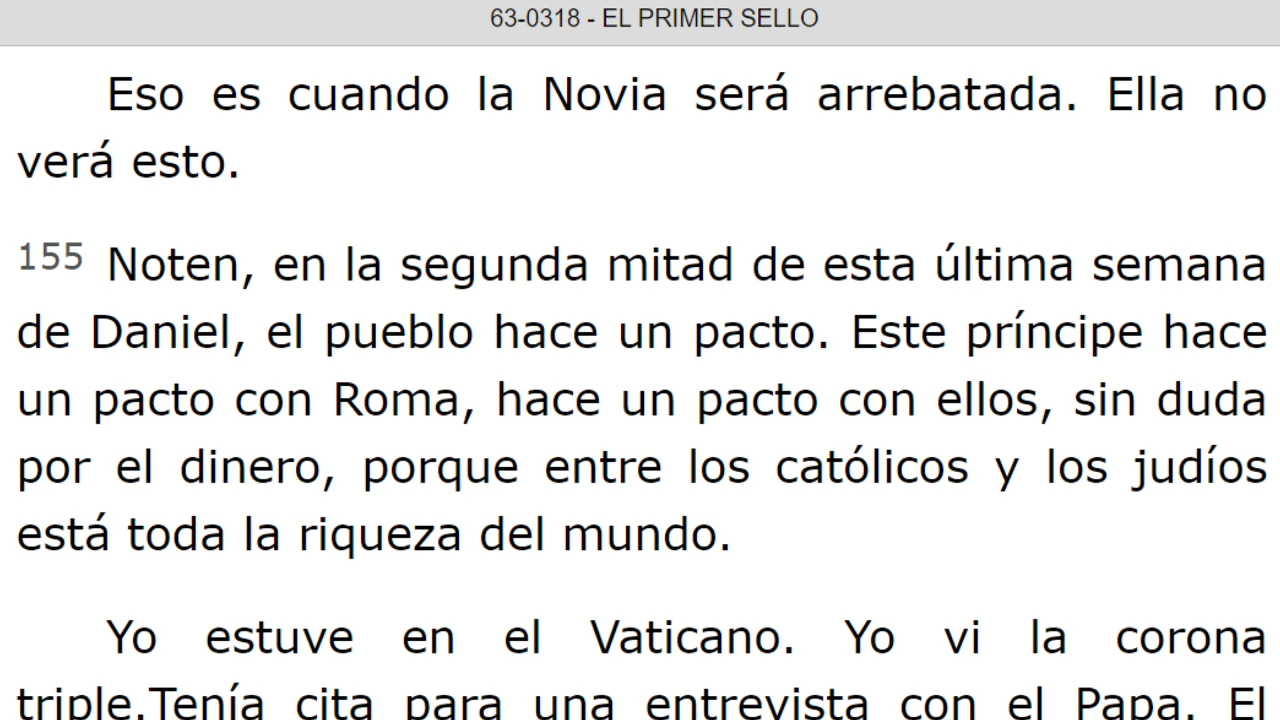 63-0318 - EL PRIMER SELLO
Eso es cuando la Novia será arrebatada. Ella no
verá esto.
155 Noten, en la segunda mitad de esta última semana
de Daniel, el pueblo hace un pacto. Este príncipe hace
un pacto con Roma, hace un pacto con ellos, sin duda
por el dinero, porque entre los católicos y los judíos
está toda la riqueza del mundo.
Yo estuve en el Vaticano. Yo vi la corona
triple.Tenía cita para una entrevista con el Papa. El